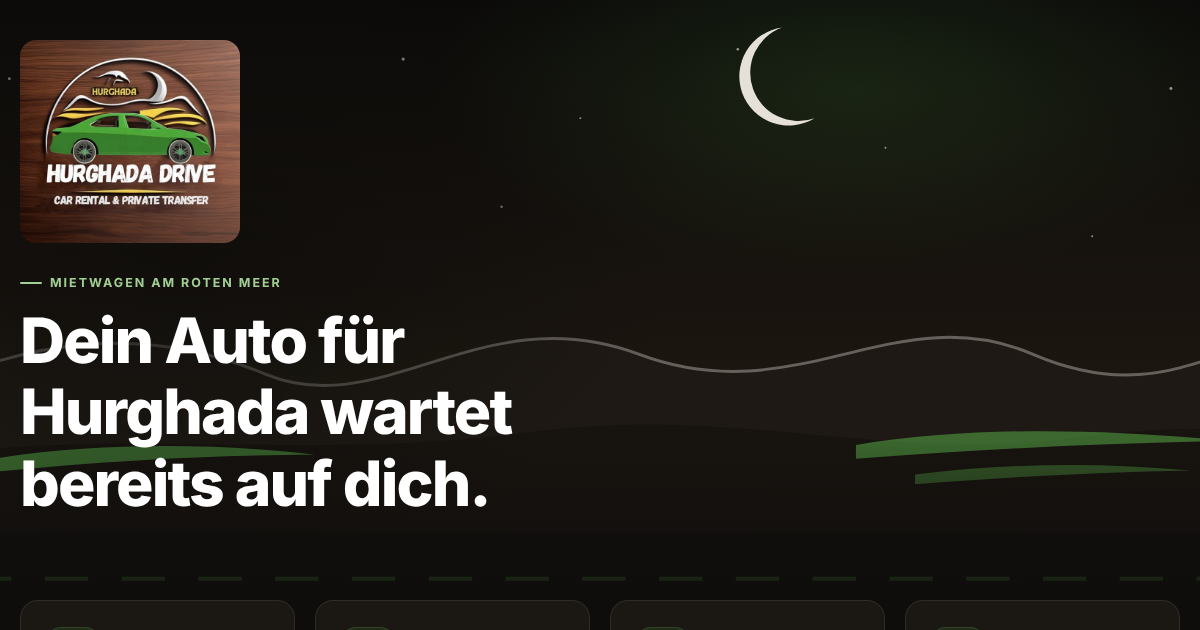 HURGHADA
HURGHADA DRIVE
CAR RENTAL & PRIVATE TRANSFER
MIETWAGEN AM ROTEN MEER
Dein Auto für
Hurghada wartet
bereits auf dich.